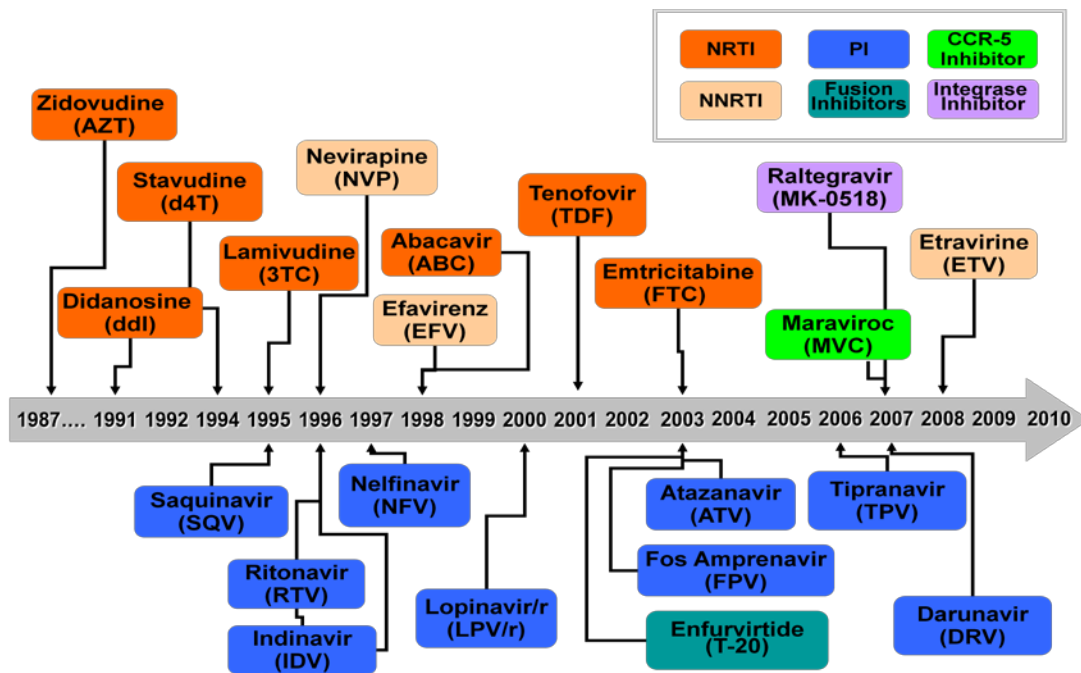 NRTI
PI
CCR-5
Inhibitor
NNRTI
Fusion
Inhibitors
Integrase
Inhibitor
Zidovudine
(AZT)
Stavudine
(d4T)
Didanosine
(ddI)
Lamivudine
(3TC)
Nevirapine
(NVP)
Abacavir
(ABC)
Efavirenz
(EFV)
Tenofovir
(TDF)
Emtricitabine
(FTC)
Raltegravir
(MK-0518)
Maraviroc
(MVC)
Etravirine
(ETV)
1987.... 1991 1992 1994 1995 1996 1997 1998 1999 2000 2001 2002 2003 2004 2005 2006 2007 2008 2009 2010
Saquinavir
(SQV)
Ritonavir
(RTV)
Indinavir
(IDV)
Nelfinavir
(NFV)
Lopinavir/r
(LPV/r)
Atazanavir
(ATV)
Fos Amprenavir
(FPV)
Enfurvirtide
(T-20)
Tipranavir
(TPV)
Darunavir
(DRV)